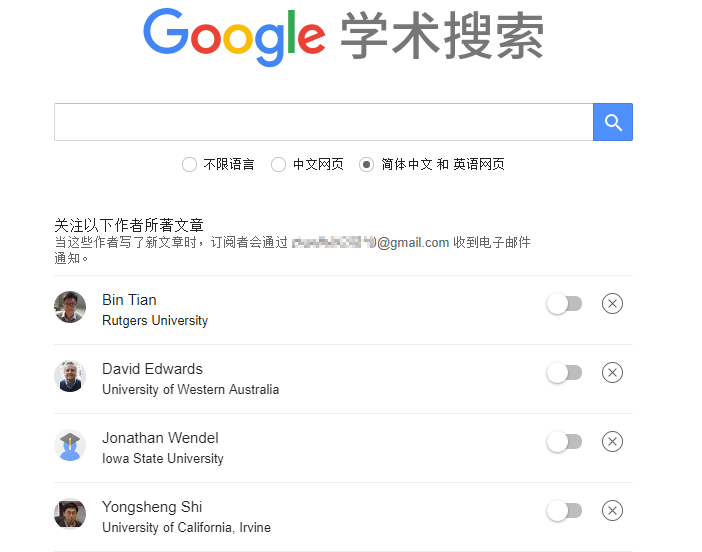 Google 学术搜索
不限语言 中文网页 简体中文 和 英语网页
关注以下作者所著文章
当这些作者写了新文章时，订阅者会通过 0@gmail.com 收到电子邮件
通知。
Bin Tian
Rutgers University
David Edwards
University of Western Australia
Jonathan Wendel
Iowa State University
Yongsheng Shi
University of California, Irvine